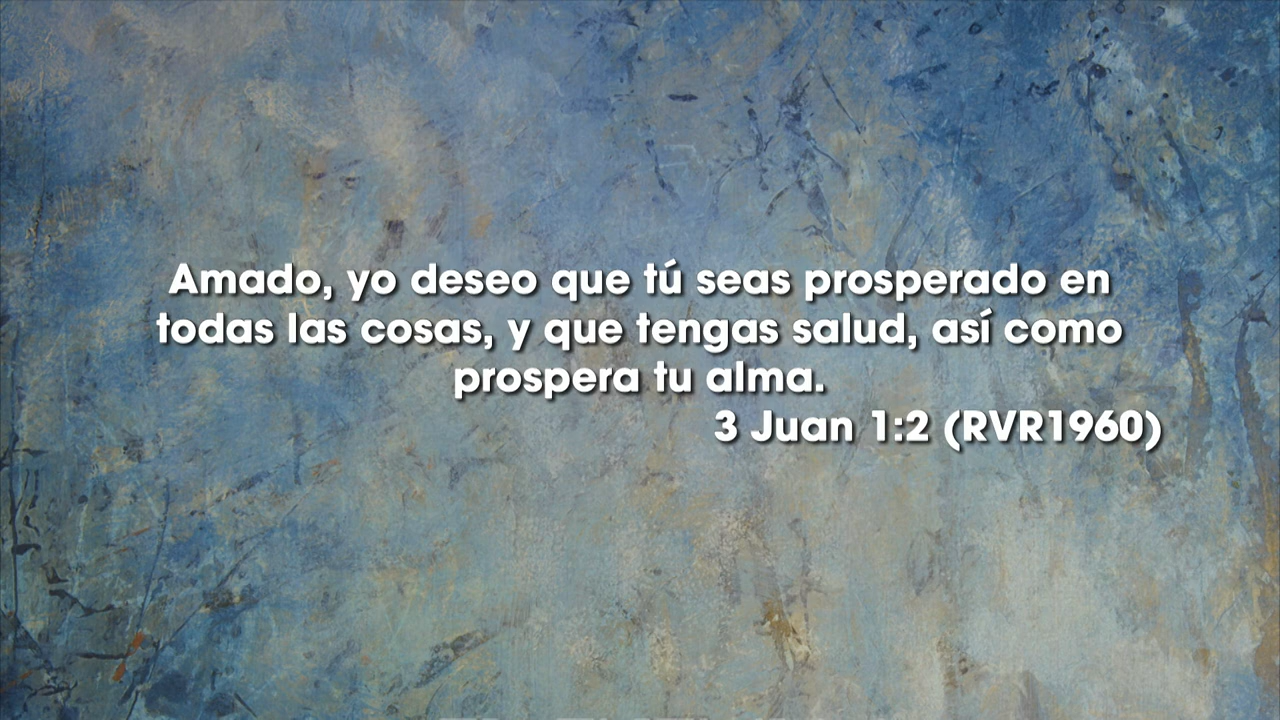 Amado, yo deseo que tú seas prosperado en
todas las cosas, y que tengas salud, así como
prospera tu alma.
3 Juan 1:2 (RVR1960)